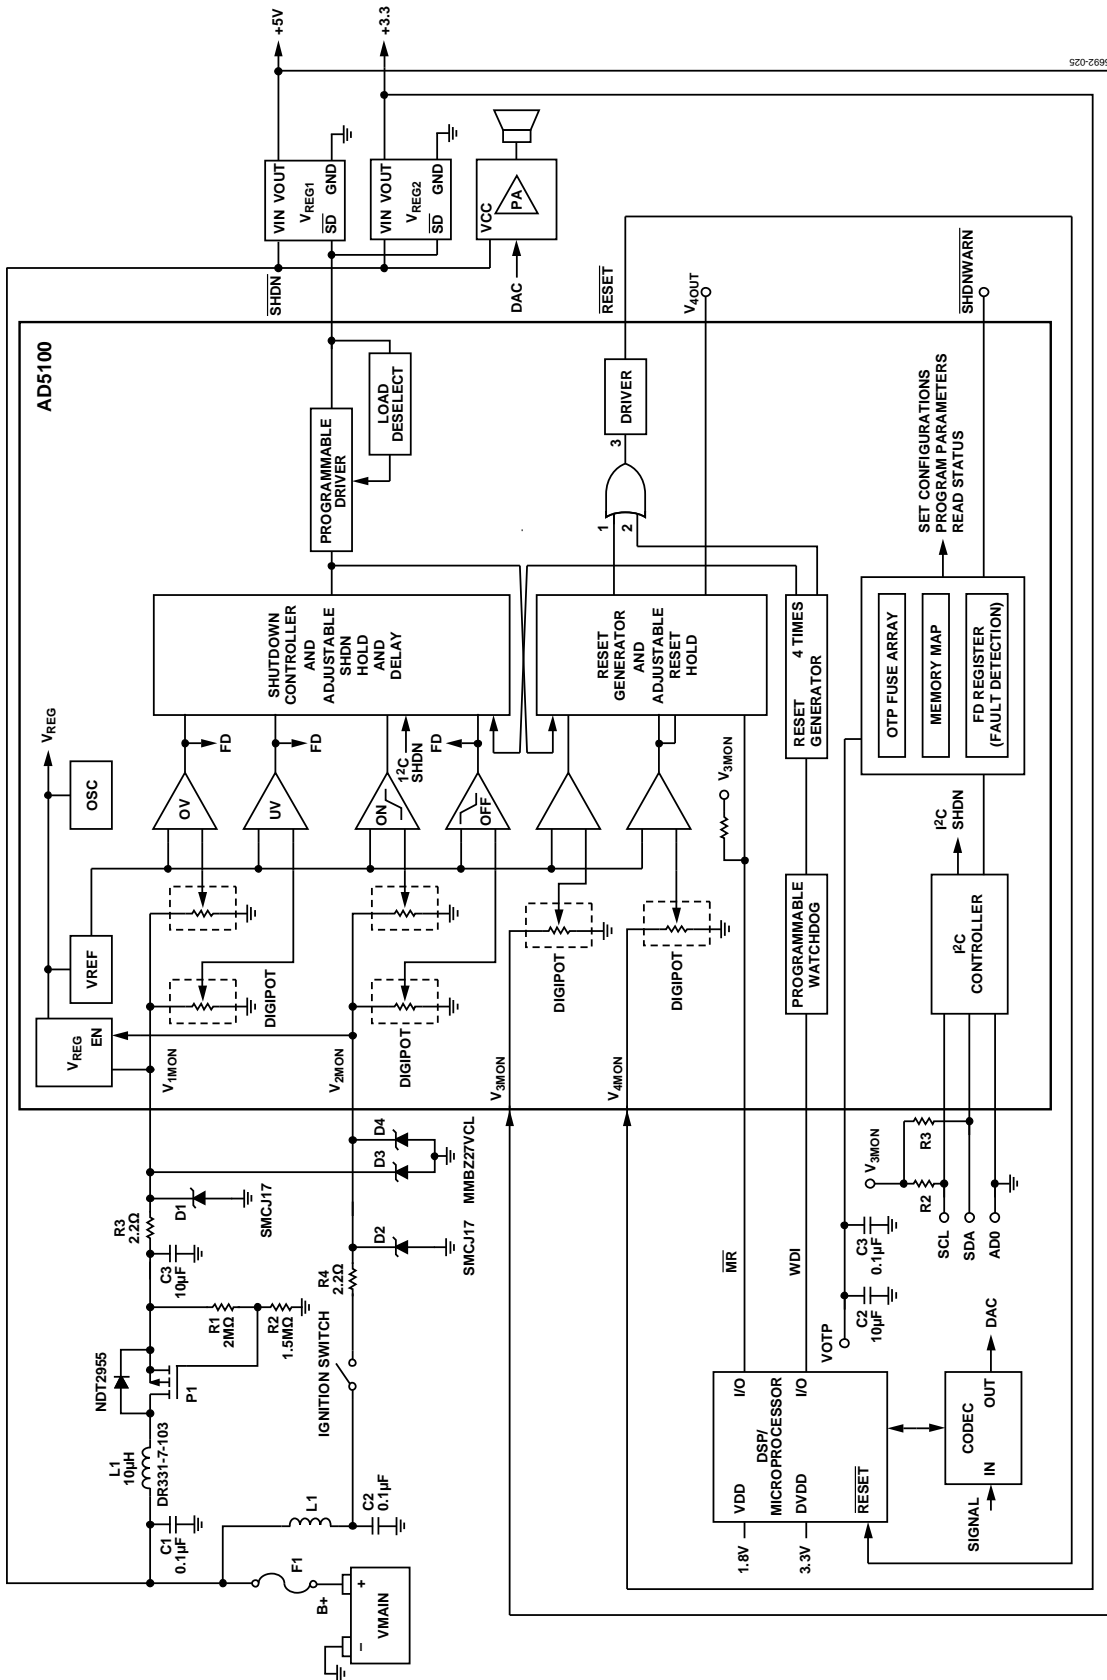 +5V
+3.3
VIN VOUT
VREG1
SD GND
VIN VOUT
VREG2
SD GND
VCC
PA
DAC
SHDN
RESET
V4OUT
SHDNWARN
AD5100
LOAD
DESELECT
PROGRAMMABLE
DRIVER
DRIVER
3
1
2
SET CONFIGURATIONS
PROGRAM PARAMETERS
READ STATUS
SHUTDOWN
CONTROLLER
AND
ADJUSTABLE
SHDN
HOLD
AND
DELAY
RESET
GENERATOR
AND
ADJUSTABLE
RESET
HOLD
RESET 4 TIMES
GENERATOR
OTP FUSE ARRAY
MEMORY MAP
FD REGISTER
(FAULT DETECTION)
VREG
OSC
VREF
VREG
EN
OV
UV
ON
OFF
FD
FD
I2C
SHDN
FD
V3MON
I2C
SHDN
DIGIPOT
DIGIPOT
DIGIPOT
DIGIPOT
PROGRAMMABLE
WATCHDOG
I2C
CONTROLLER
V1MON
V2MON
V3MON
V4MON
D4
D3
MMBZ27VCL
D1
SMCJ17
D2
SMCJ17
R3
2.2Ω
C3
10µF
R4
2.2Ω
R1
2MΩ
R2
1.5MΩ
NDT2955
P1
IGNITION SWITCH
L1
10µH
DR331-7-103
C1
0.1µF
L1
C2
0.1µF
F1
B+
+
VMAIN
–
MR
WDI
VOTP
C3
0.1µF
C2
10µF
V3MON
R2
R3
SCL
SDA
AD0
I/O
I/O
DSP/
MICROPROCESSOR
VDD
DVDD
RESET
1.8V
3.3V
CODEC
OUT
IN
DAC
SIGNAL